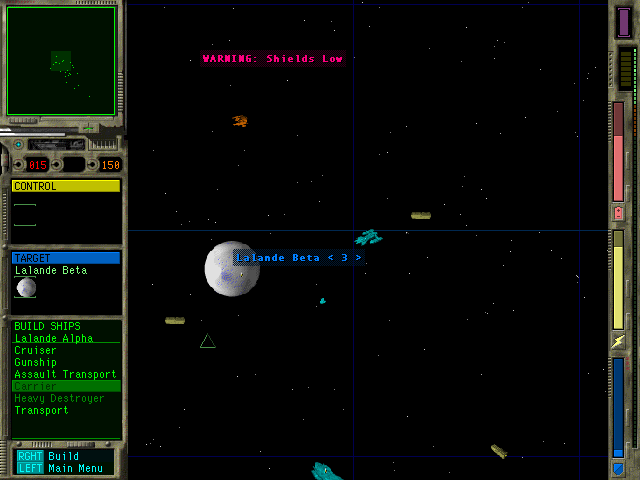 WARNING: Shields Low
015
150
CONTROL
TARGET
Lalande Beta
Lalande Beta < 3 >
BUILD SHIPS
Lalande Alpha
Cruiser
Gunship
Assault Transport
Carrier
Heavy Destroyer
Transport
RGHT Build
LEFT Main Menu